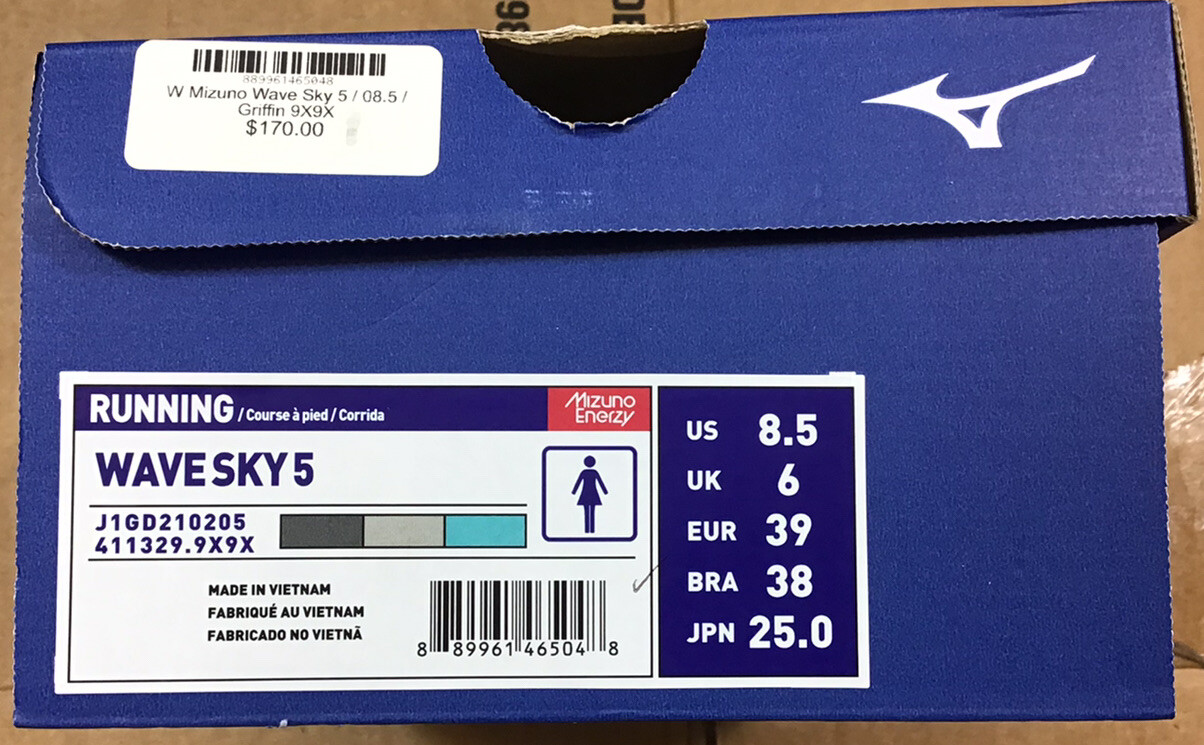 889961465048
W Mizuno Wave Sky 5 / 08.5 /
Griffin 9X9X
$170.00
RUNNING / Course à pied / Corrida
Mizuno
Enerzy
WAVE SKY 5
J1GD210205
411329.9X9X
MADE IN VIETNAM
FABRIQUÉ AU VIETNAM
FABRICADO NO VIETNÃ
8 89961 46504 8
US 8.5
UK 6
EUR 39
BRA 38
JPN 25.0